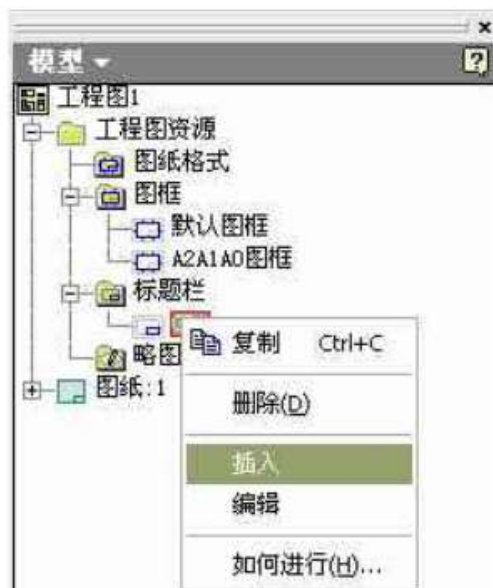 模型
工程图1
工程图资源
图纸格式
图框
默认图框
A2A1A0图框
标题栏
略图
图纸:1
复制 Ctrl+C
删除(D)
插入
编辑
如何进行(H)...